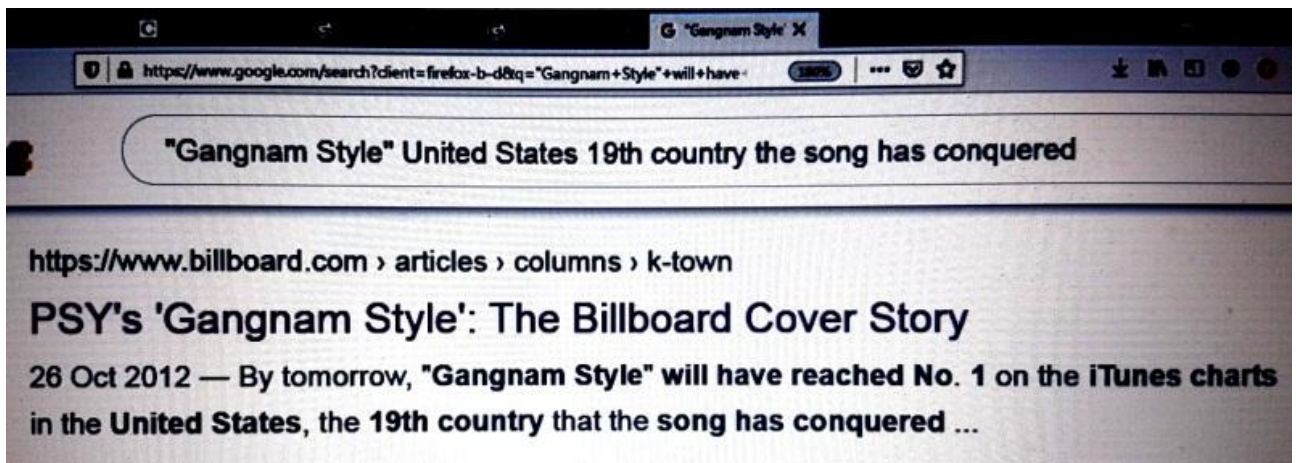 G "Gangnam Style'
https://www.google.com/search?client=firefox-b-d&q="Gangnam+Style"+will+have+
"Gangnam Style" United States 19th country the song has conquered
https://www.billboard.com › articles › columns › k-town
PSY's 'Gangnam Style': The Billboard Cover Story
26 Oct 2012 — By tomorrow, "Gangnam Style" will have reached No. 1 on the iTunes charts
in the United States, the 19th country that the song has conquered ...